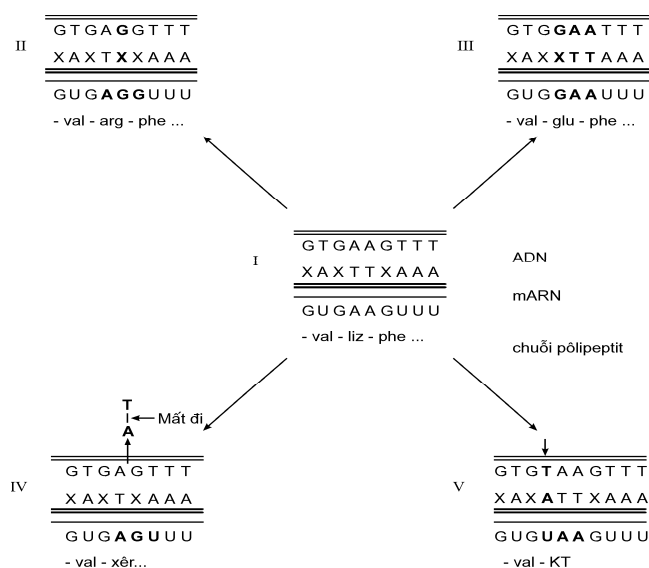 II
GTGAGGTTT
XAXTXXAAA
GUGAGGUUU
- val - arg - phe ...
III
GTGGAATTT
XAXXTTAAA
GUGGAAUUU
- val - glu - phe ...
I
GTGAAGTTT
XAXTTXAAA
GUGAAGUUU
- val - liz - phe ...
ADN
mARN
chuỗi pôlipeptit
T
A
Mất đi
IV
GTGAGTTT
XAXTXAAA
GUGAGUUU
- val - xêr...
V
GTGTAAGTTT
XAXATTXAAA
GUGUAAGUUU
- val - KT